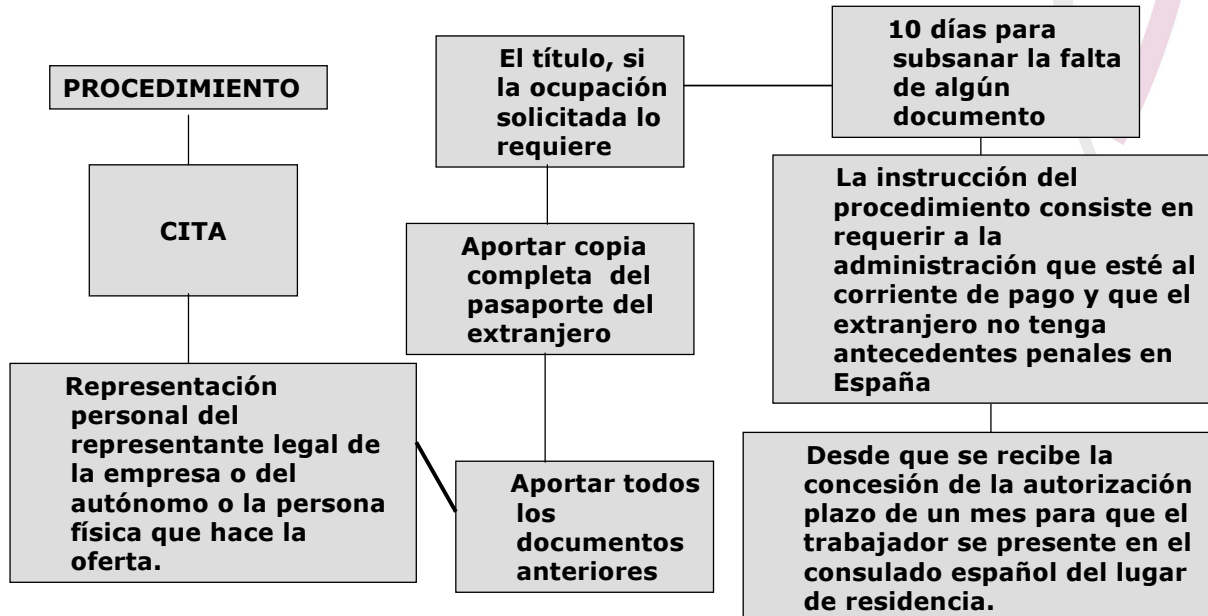 PROCEDIMIENTO
CITA
Representación
personal del
representante legal de
la empresa o del
autónomo o la persona
física que hace la
oferta.
Aportar todos
los
documentos
anteriores
Aportar copia
completa del
pasaporte del
extranjero
El título, si
la ocupación
solicitada lo
requiere
10 días para
subsanar la falta
de algún
documento
La instrucción del
procedimiento consiste en
requerir a la
administración que esté al
corriente de pago y que el
extranjero no tenga
antecedentes penales en
España
Desde que se recibe la
concesión de la autorización
plazo de un mes para que el
trabajador se presente en el
consulado español del lugar
de residencia.